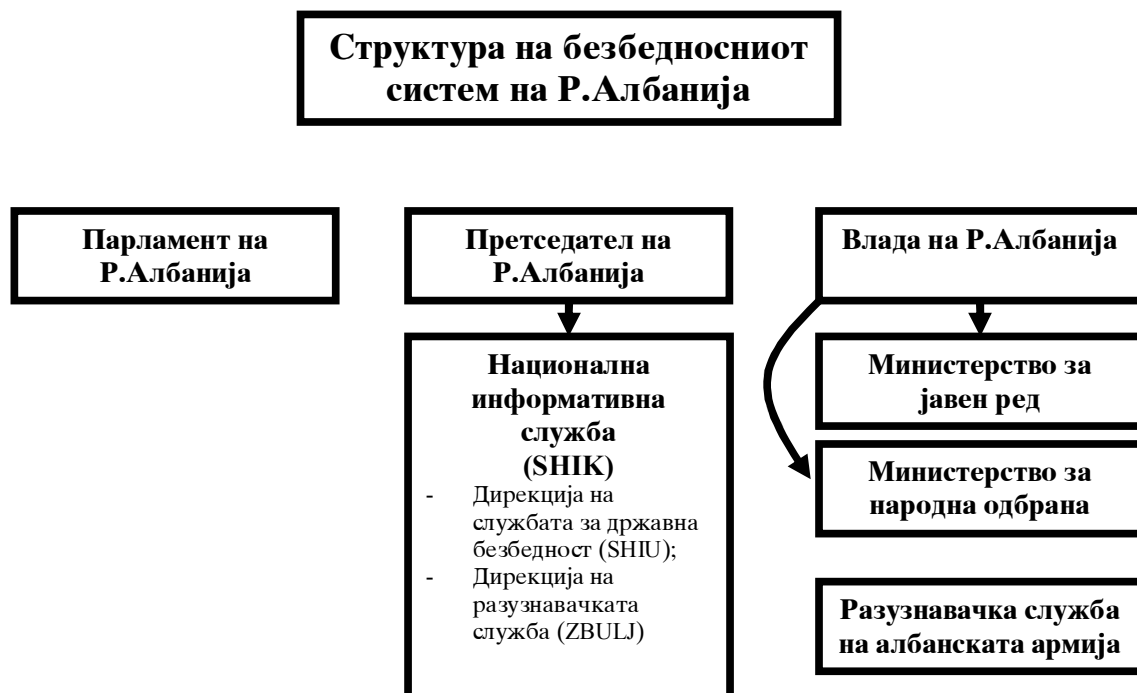 Структура на безбедносниот
систем на Р.Албанија
Парламент на
Р.Албанија
Претседател на
Р.Албанија
Влада на Р.Албанија
Национална
информативна
служба
(SHIK)
- Дирекција на
службата за државна
безбедност (SHIU);
- Дирекција на
разузнавачката
служба (ZBULJ)
Министерство за
јавен ред
Министерство за
народна одбрана
Разузнавачка служба
на албанската армија